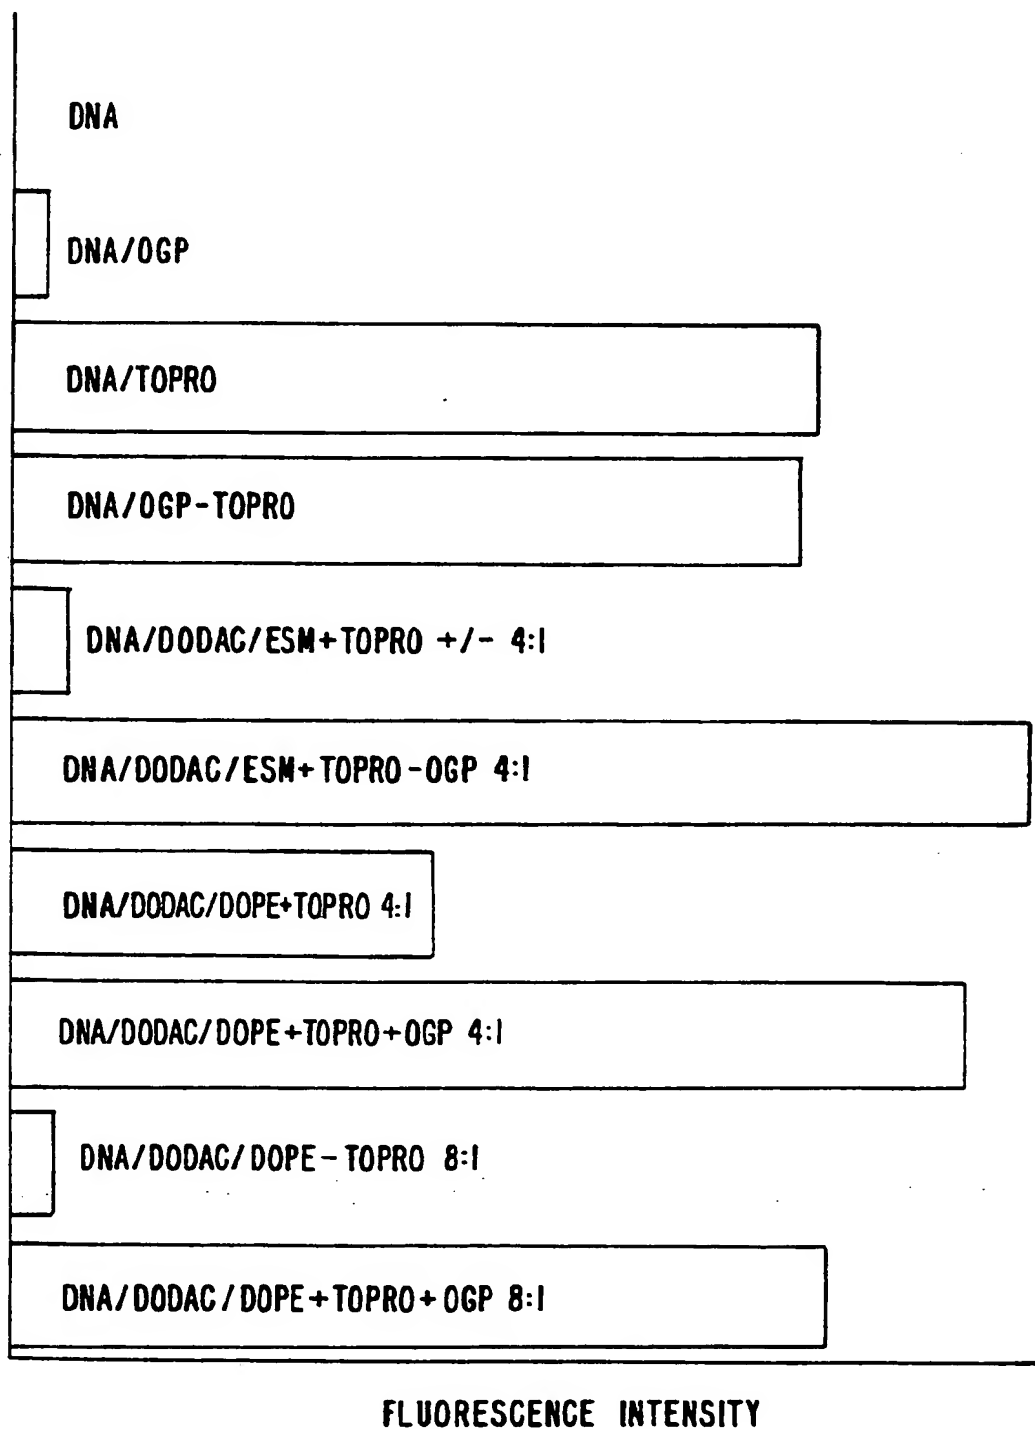 DNA
DNA/OGP
DNA/TOPRO
DNA/OGP-TOPRO
DNA/DODAC/ESM+TOPRO +/- 4:1
DNA/DODAC/ESM+TOPRO-OGP 4:1
DNA/DODAC/DOPE+TOPRO 4:1
DNA/DODAC/DOPE+TOPRO+OGP 4:1
DNA/DODAC/DOPE-TOPRO 8:1
DNA/DODAC/DOPE+TOPRO+OGP 8:1
FLUORESCENCE INTENSITY